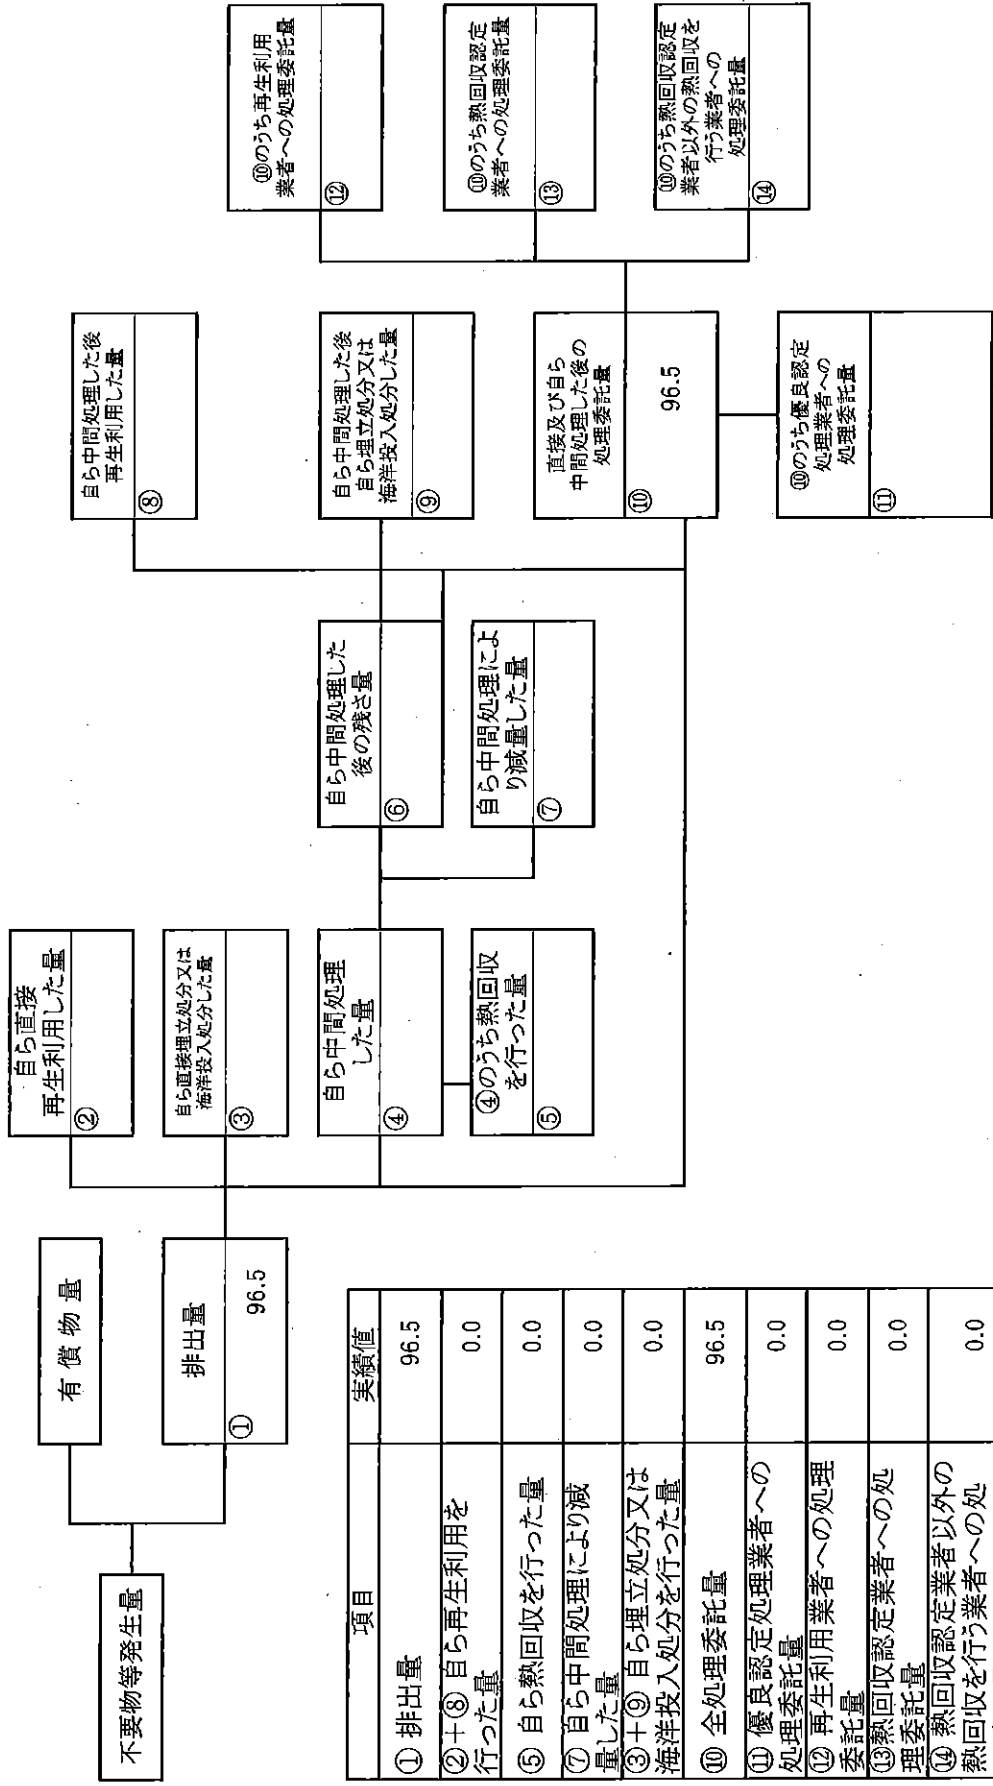 不要物等発生量
有償物量
排出量
①
96.5
自ら直接
再生利用した量
②
自ら直接埋立処分又は
海洋投入処分した量
③
自ら中間処理
した量
④
④のうち熱回収
を行った量
⑤
自ら中間処理した
後の残さ量
⑥
自ら中間処理によ
り減量した量
⑦
自ら中間処理した後
再生利用した量
⑧
自ら中間処理した後
自ら埋立処分又は
海洋投入処分した量
⑨
直接及び自ら
中間処理した後の
処理委託量
⑩
96.5
⑩のうち優良認定
処理業者への
処理委託量
⑪
⑩のうち再生利用
業者への処理委託量
⑫
⑩のうち熱回収認定
業者への処理委託量
⑬
⑩のうち熱回収認定
業者以外の熱回収を
行う業者への
処理委託量
⑭
項目 実績値
① 排出量 96.5
②+⑧ 自ら再生利用を
行った量 0.0
⑤ 自ら熱回収を行った量 0.0
⑦ 自ら中間処理により減
量した量 0.0
③+⑨ 自ら埋立処分又は
海洋投入処分を行った量 0.0
⑩ 全処理委託量 96.5
⑪ 優良認定処理業者への
処理委託量 0.0
⑫ 再生利用業者への処理
委託量 0.0
⑬熱回収認定業者への処
理委託量 0.0
⑭ 熱回収認定業者以外の
熱回収を行う業者への処 0.0